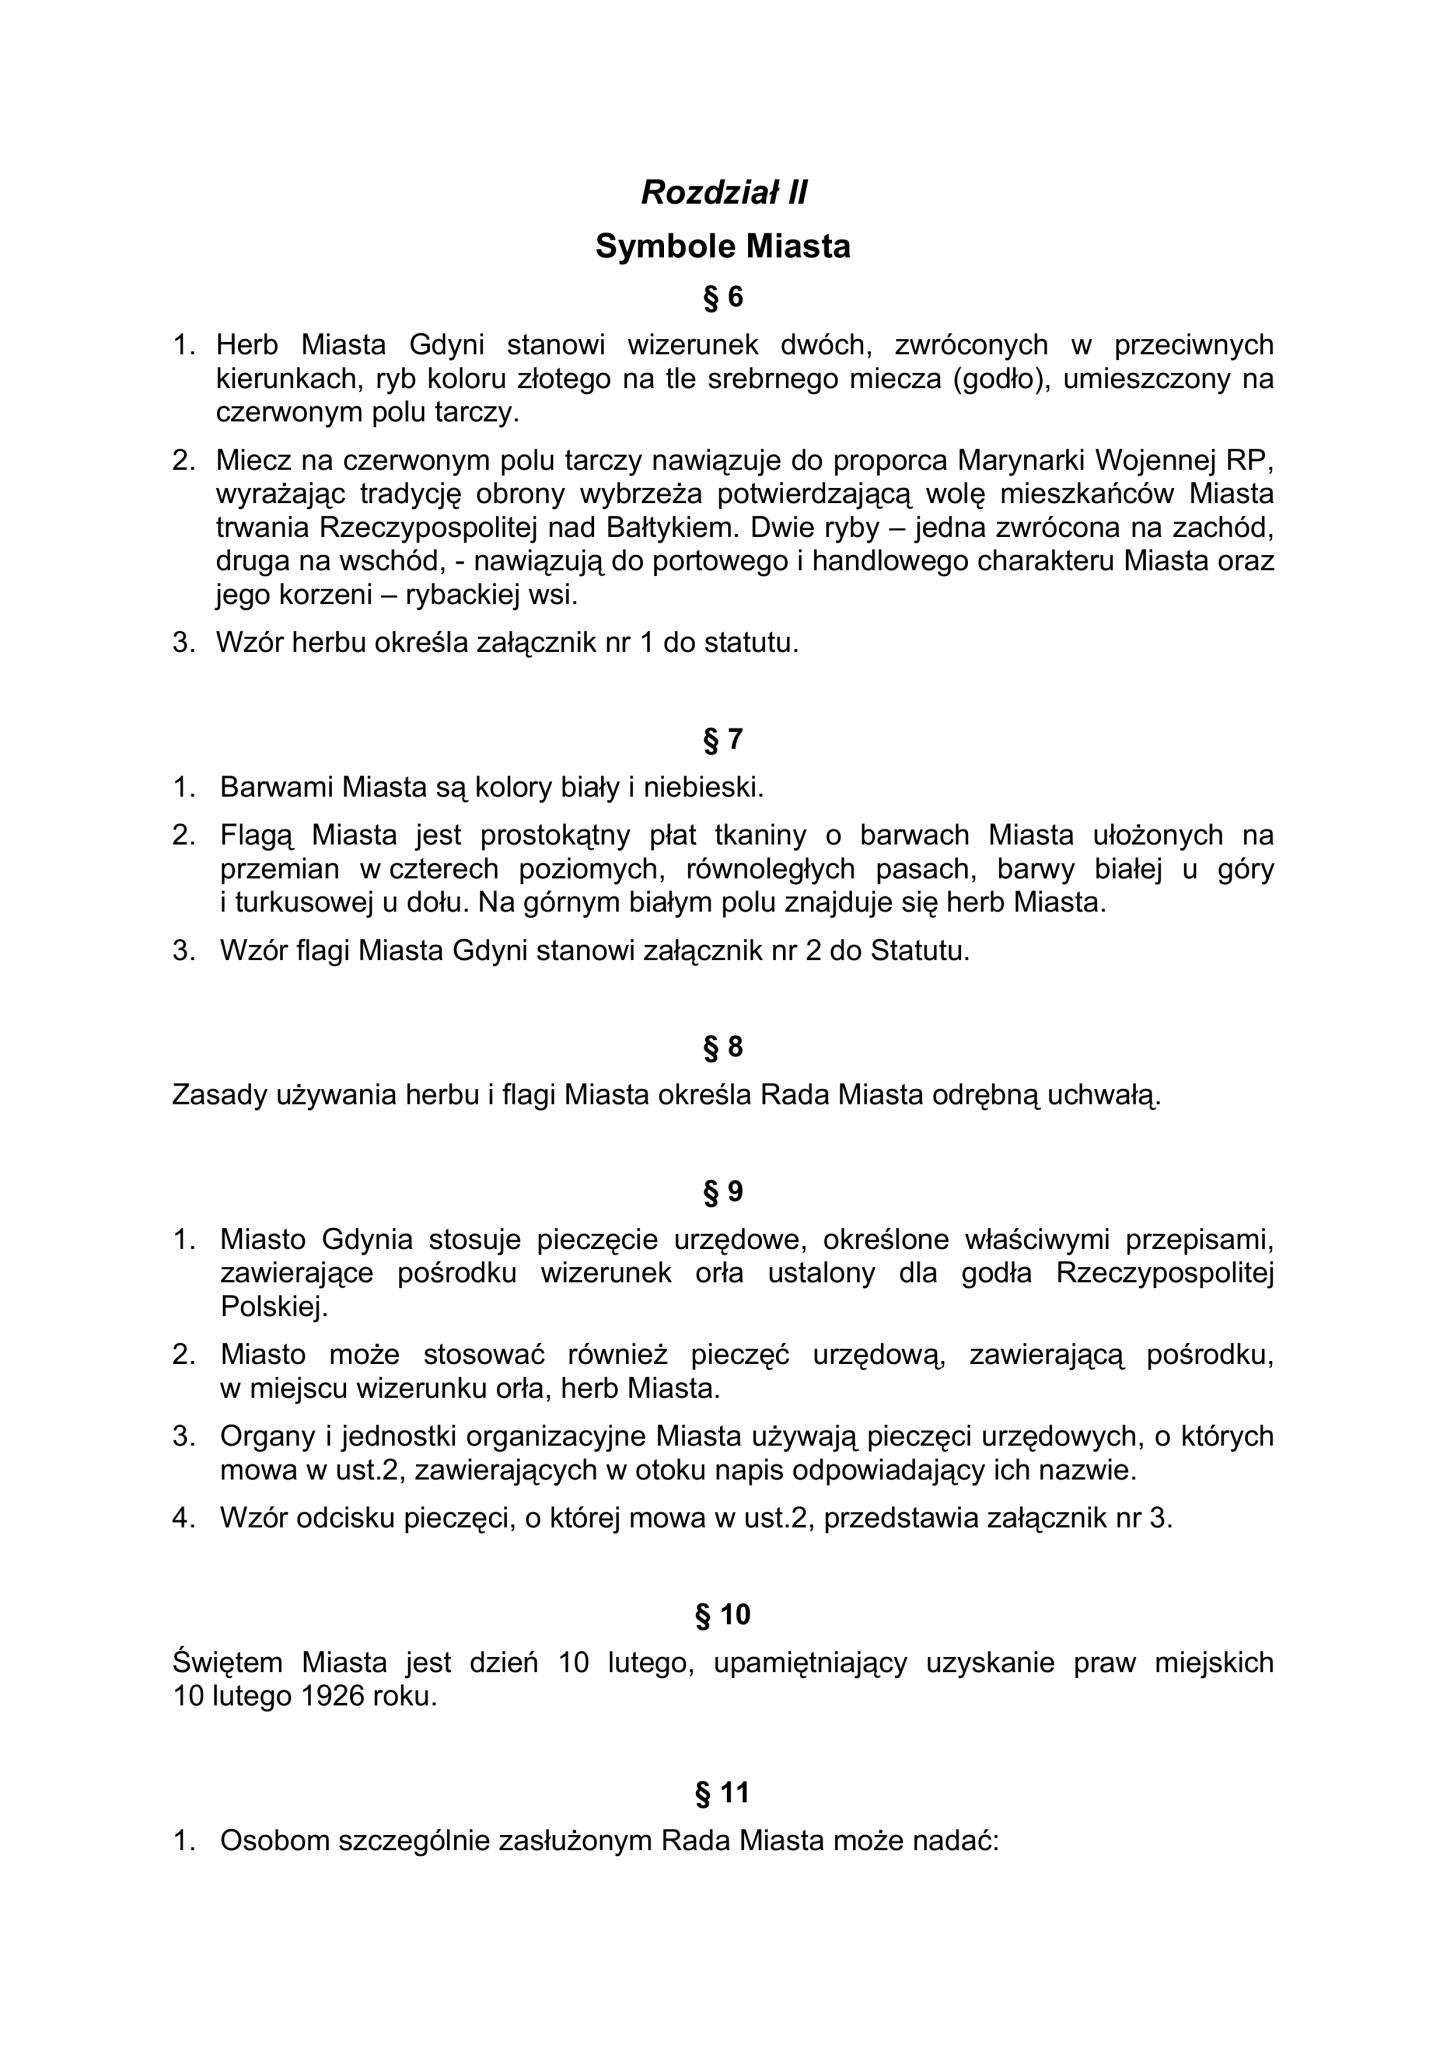 Rozdział II
Symbole Miasta
§ 6
1. Herb Miasta Gdyni stanowi wizerunek dwóch, zwróconych w przeciwnych
kierunkach, ryb koloru złotego na tle srebrnego miecza (godło), umieszczony na
czerwonym polu tarczy.
2. Miecz na czerwonym polu tarczy nawiązuje do proporca Marynarki Wojennej RP,
wyrażając tradycję obrony wybrzeża potwierdzającą wolę mieszkańców Miasta
trwania Rzeczypospolitej nad Bałtykiem. Dwie ryby – jedna zwrócona na zachód,
druga na wschód, - nawiązują do portowego i handlowego charakteru Miasta oraz
jego korzeni – rybackiej wsi.
3. Wzór herbu określa załącznik nr 1 do statutu.
§ 7
1. Barwami Miasta są kolory biały i niebieski.
2. Flagą Miasta jest prostokątny płat tkaniny o barwach Miasta ułożonych na
przemian w czterech poziomych, równoległych pasach, barwy białej u góry
i turkusowej u dołu. Na górnym białym polu znajduje się herb Miasta.
3. Wzór flagi Miasta Gdyni stanowi załącznik nr 2 do Statutu.
§ 8
Zasady używania herbu i flagi Miasta określa Rada Miasta odrębną uchwałą.
§ 9
1. Miasto Gdynia stosuje pieczęcie urzędowe, określone właściwymi przepisami,
zawierające pośrodku wizerunek orła ustalony dla godła Rzeczypospolitej
Polskiej.
2. Miasto może stosować również pieczęć urzędową, zawierającą pośrodku,
w miejscu wizerunku orła, herb Miasta.
3. Organy i jednostki organizacyjne Miasta używają pieczęci urzędowych, o których
mowa w ust.2, zawierających w otoku napis odpowiadający ich nazwie.
4. Wzór odcisku pieczęci, o której mowa w ust.2, przedstawia załącznik nr 3.
§ 10
Świętem Miasta jest dzień 10 lutego, upamiętniający uzyskanie praw miejskich
10 lutego 1926 roku.
§ 11
1. Osobom szczególnie zasłużonym Rada Miasta może nadać: